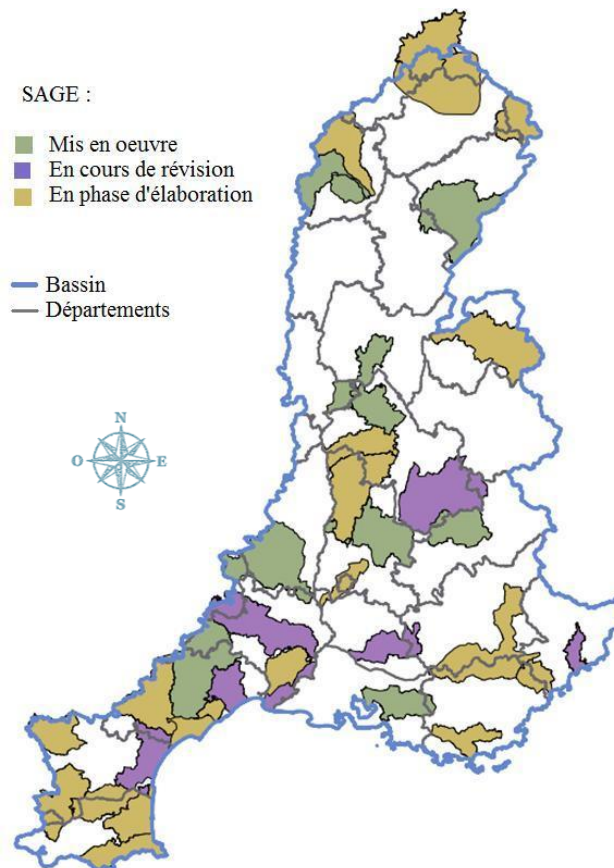 SAGE :
Mis en oeuvre
En cours de révision
En phase d'élaboration
Bassin
Départements
N
O E
S